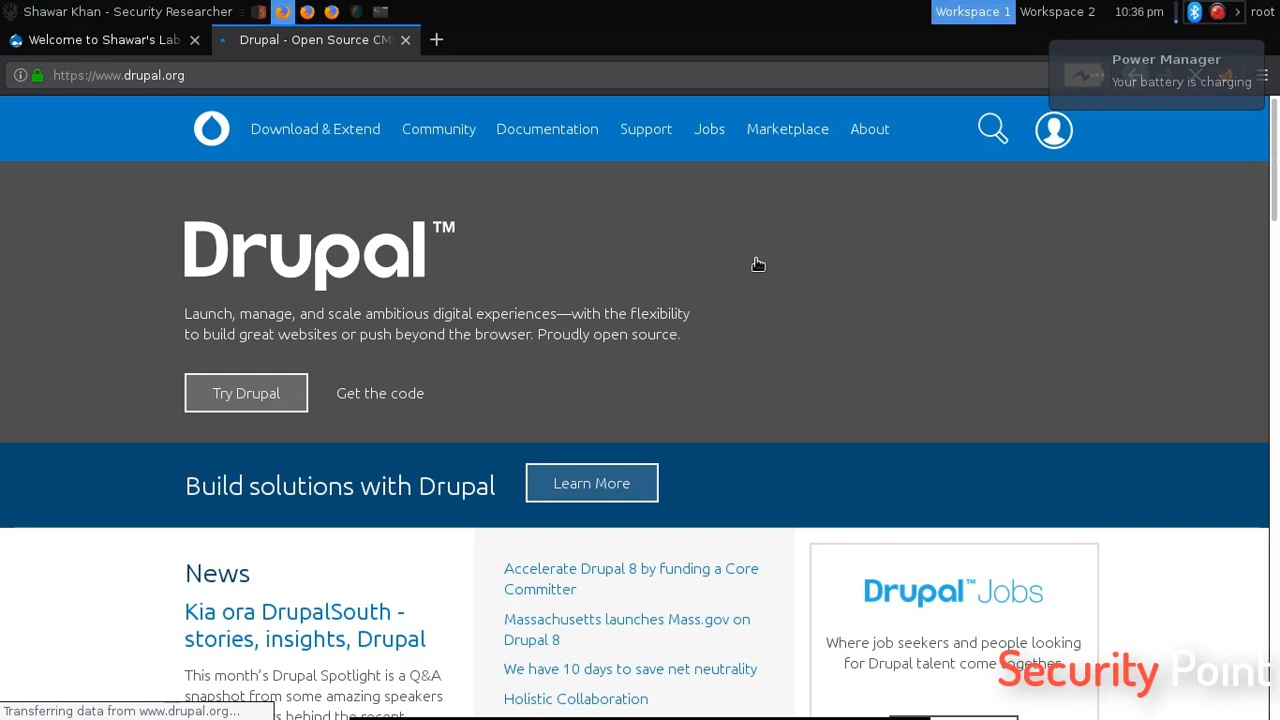 Shawar Khan - Security Researcher
Workspace 1 Workspace 2 10:36 pm root
Welcome to Shawar's Lab
Drupal - Open Source CMS
Power Manager
Your battery is charging
https://www.drupal.org
Download & Extend Community Documentation Support Jobs Marketplace About
Drupal™
Launch, manage, and scale ambitious digital experiences—with the flexibility
to build great websites or push beyond the browser. Proudly open source.
Try Drupal Get the code
Build solutions with Drupal Learn More
News
Kia ora DrupalSouth -
stories, insights, Drupal
This month's Drupal Spotlight is a Q&A
snapshot from some amazing speakers
behind the recent
Accelerate Drupal 8 by funding a Core
Committer
Massachusetts launches Mass.gov on
Drupal 8
We have 10 days to save net neutrality
Holistic Collaboration
Drupal™ Jobs
Where job seekers and people looking
for Drupal talent come together.
Security Point
Transferring data from www.drupal.org...